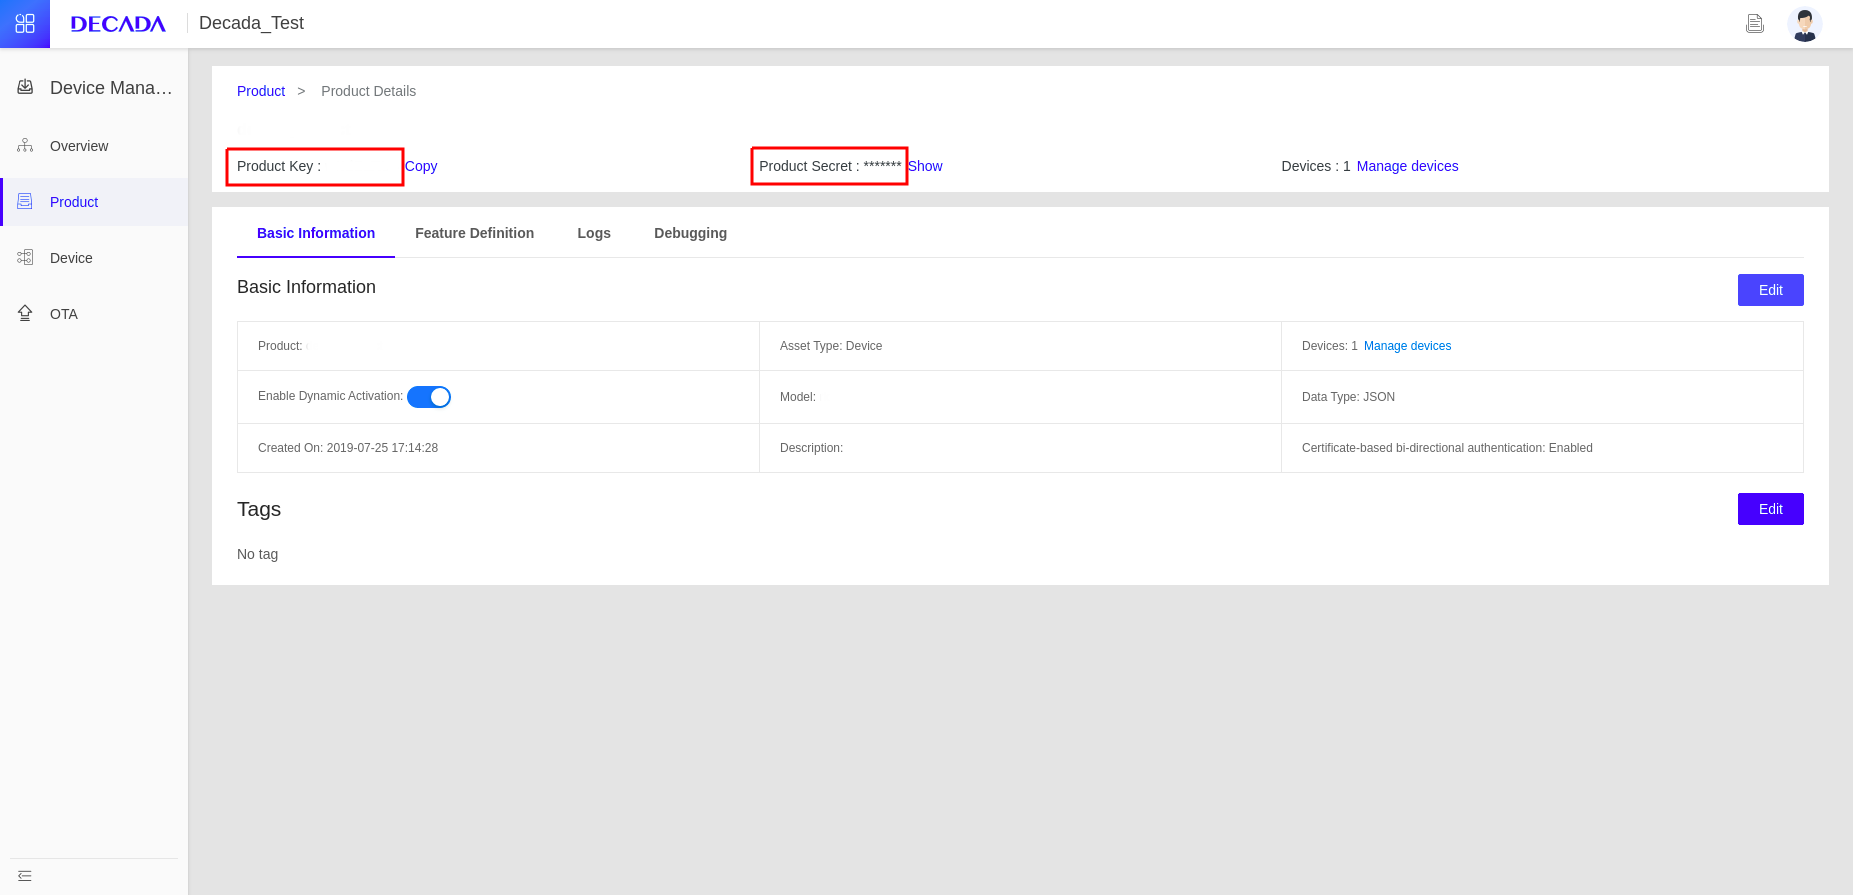 DECADA Decada_Test
Device Mana…
Overview
Product
Device
OTA
Product > Product Details
Product Key : Copy
Product Secret : ******* Show
Devices : 1 Manage devices
Basic Information Feature Definition Logs Debugging
Basic Information Edit
Product: Asset Type: Device Devices: 1 Manage devices
Enable Dynamic Activation: Model: Data Type: JSON
Created On: 2019-07-25 17:14:28 Description: Certificate-based bi-directional authentication: Enabled
Tags Edit
No tag